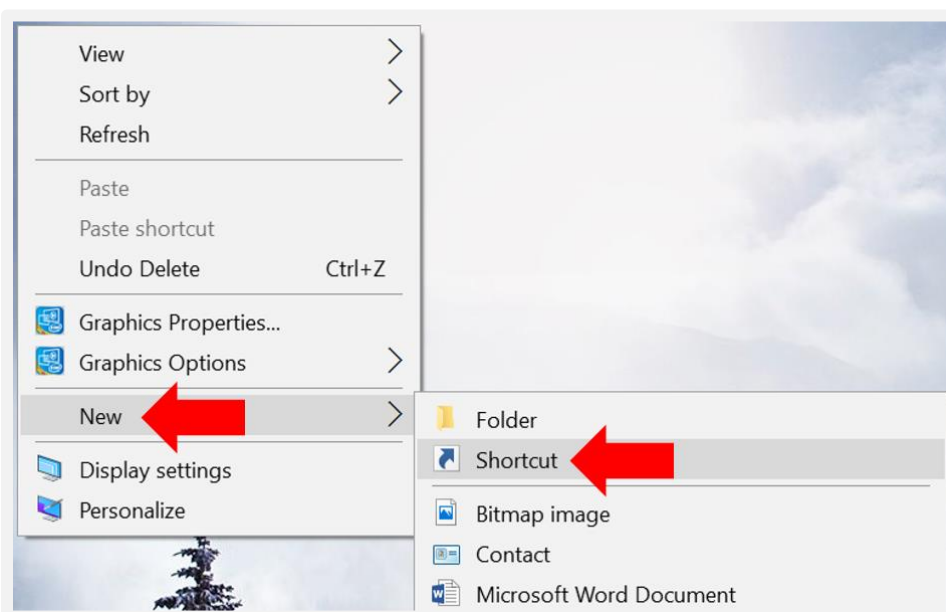 View
Sort by
Refresh
Paste
Paste shortcut
Undo Delete Ctrl+Z
Graphics Properties...
Graphics Options
New
Display settings
Personalize
Folder
Shortcut
Bitmap image
Contact
Microsoft Word Document